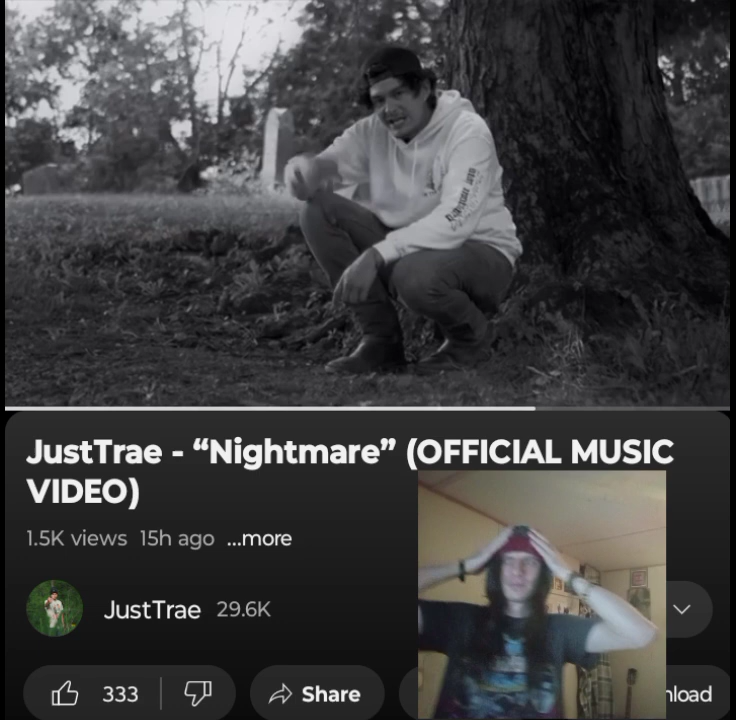 JustTrae - “Nightmare” (OFFICIAL MUSIC
VIDEO)
1.5K views 15h ago ...more
JustTrae 29.6K
333
Share
nload